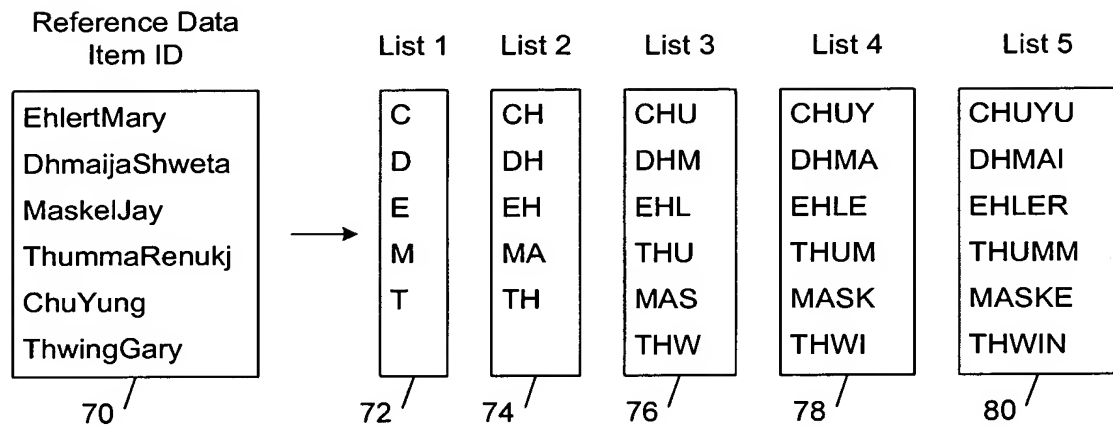 Reference Data
Item ID
List 1
List 2
List 3
List 4
List 5
EhlertMary
C
CH
CHU
CHUY
CHUYU
DhmaijaShweta
D
DH
DHM
DHMA
DHMAI
MaskelJay
E
EH
EHL
EHLE
EHLER
ThummaRenukj
M
MA
THU
THUM
THUMM
ChuYung
T
TH
MAS
MASK
MASKE
ThwingGary
THW
THWI
THWIN
70
72
74
76
78
80